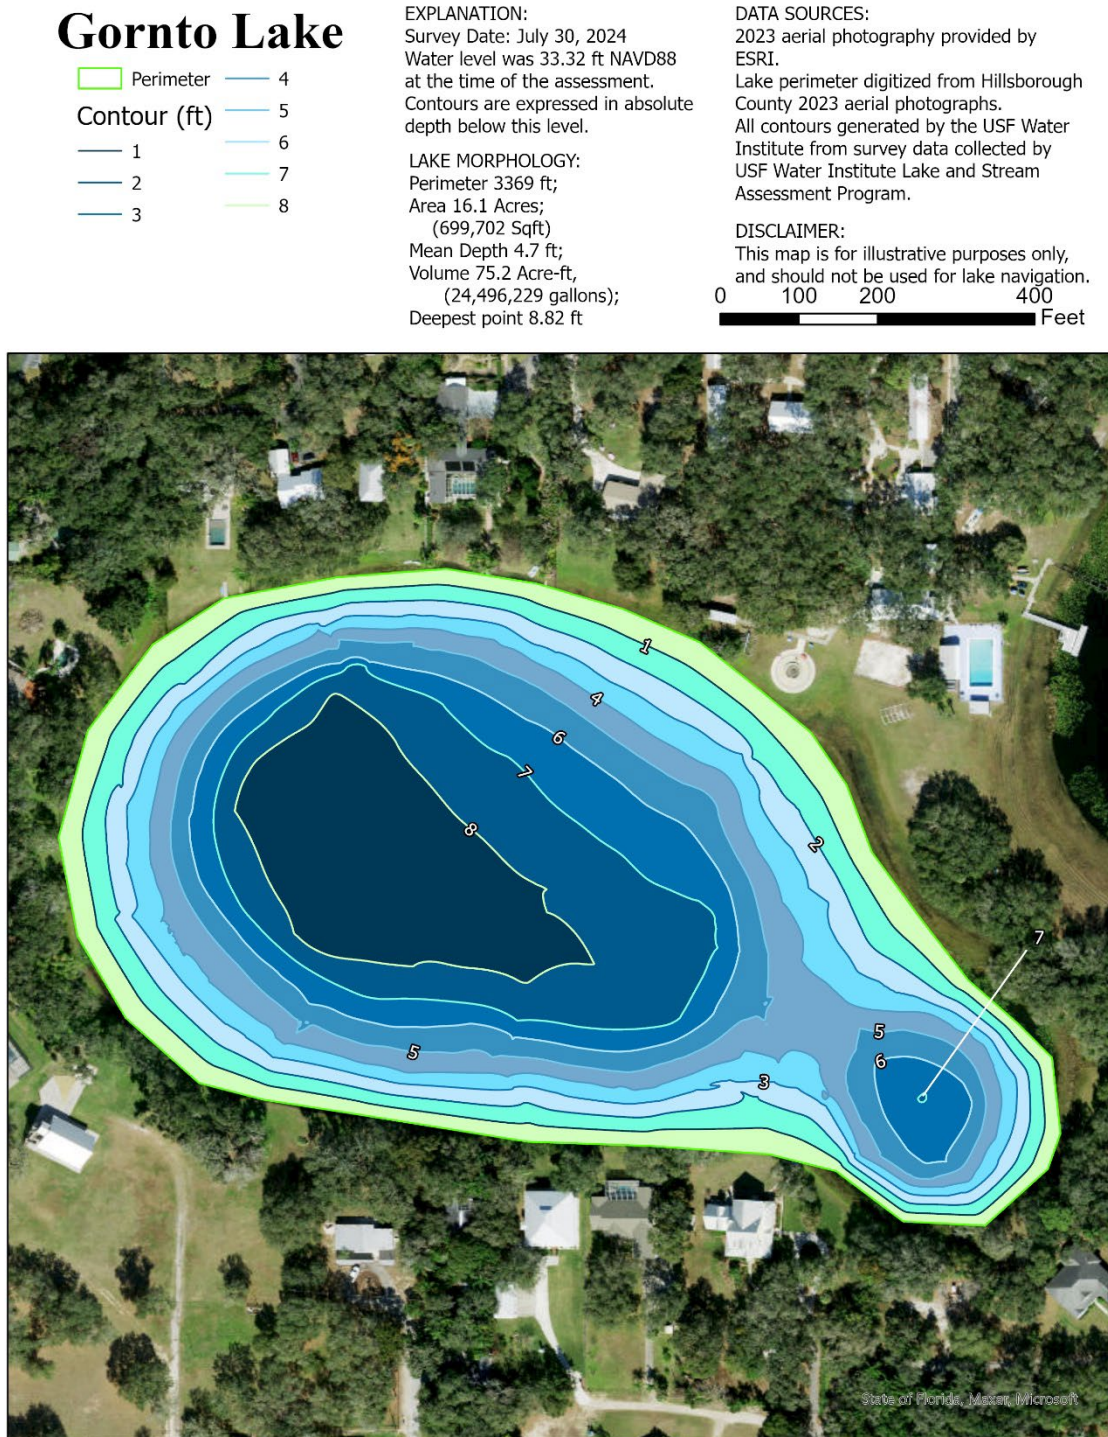 Gornto Lake
Perimeter
Contour (ft)
1
2
3
4
5
6
7
8
EXPLANATION:
Survey Date: July 30, 2024
Water level was 33.32 ft NAVD88
at the time of the assessment.
Contours are expressed in absolute
depth below this level.
LAKE MORPHOLOGY:
Perimeter 3369 ft;
Area 16.1 Acres;
(699,702 Sqft)
Mean Depth 4.7 ft;
Volume 75.2 Acre-ft,
(24,496,229 gallons);
Deepest point 8.82 ft
DATA SOURCES:
2023 aerial photography provided by
ESRI.
Lake perimeter digitized from Hillsborough
County 2023 aerial photographs.
All contours generated by the USF Water
Institute from survey data collected by
USF Water Institute Lake and Stream
Assessment Program.
DISCLAIMER:
This map is for illustrative purposes only,
and should not be used for lake navigation.
0 100 200 400
Feet
1
4
6
7
8
2
7
5
6
5
3
State of Florida, Maxar, Microsoft